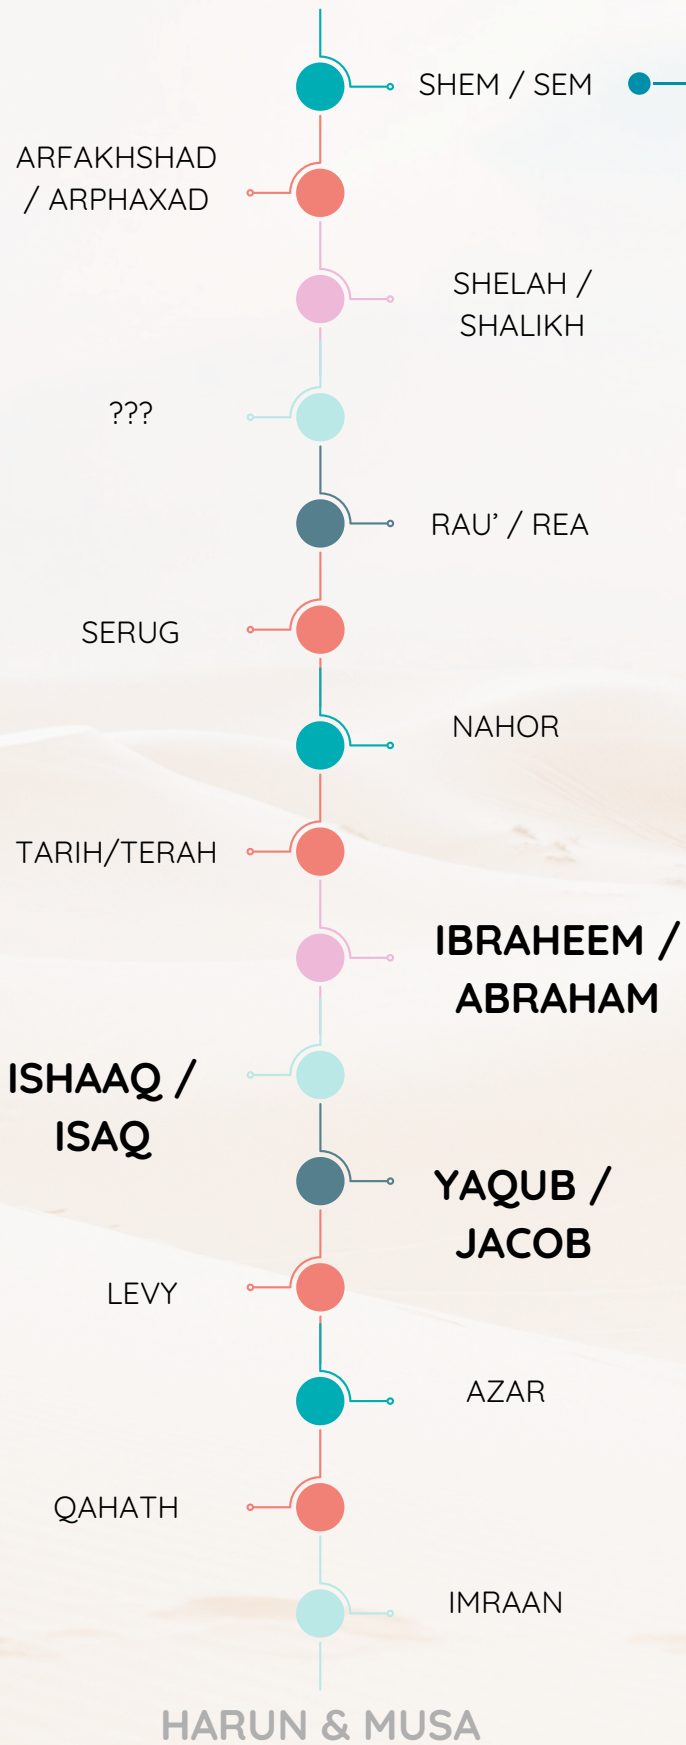 SHEM / SEM
ARFAKHSHAD
/ ARPHAXAD
SHELAH /
SHALIKH
???
RAU’ / REA
SERUG
NAHOR
TARIH/TERAH
IBRAHEEM /
ABRAHAM
ISHAAQ /
ISAQ
YAQUB /
JACOB
LEVY
AZAR
QAHATH
IMRAAN
HARUN & MUSA